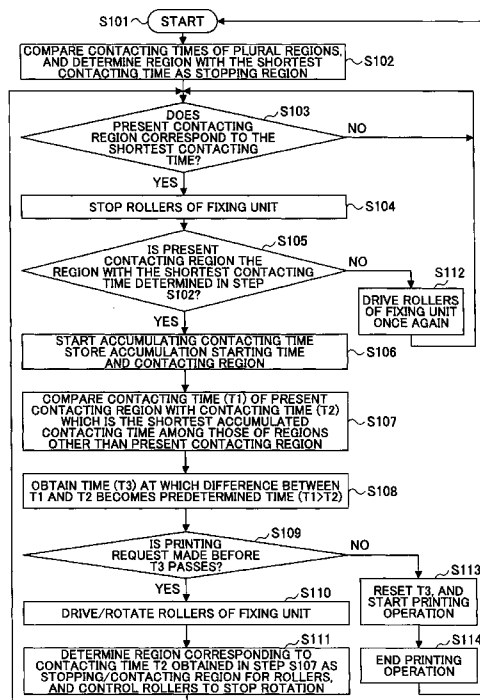 S101
START
COMPARE CONTACTING TIMES OF PLURAL REGIONS,
AND DETERMINE REGION WITH THE SHORTEST
CONTACTING TIME AS STOPPING REGION
S102
DOES
PRESENT CONTACTING
REGION CORRESPOND TO THE
SHORTEST CONTACTING
TIME?
S103
NO
YES
STOP ROLLERS OF FIXING UNIT
S104
IS PRESENT
CONTACTING REGION THE
REGION WITH THE SHORTEST CONTACTING
TIME DETERMINED IN STEP
S102?
S105
NO
S112
DRIVE ROLLERS
OF FIXING UNIT
ONCE AGAIN
YES
START ACCUMULATING CONTACTING TIME
STORE ACCUMULATION STARTING TIME
AND CONTACTING REGION
S106
COMPARE CONTACTING TIME (T1) OF PRESENT
CONTACTING REGION WITH CONTACTING TIME (T2)
WHICH IS THE SHORTEST ACCUMULATED
CONTACTING TIME AMONG THOSE OF REGIONS
OTHER THAN PRESENT CONTACTING REGION
S107
OBTAIN TIME (T3) AT WHICH DIFFERENCE BETWEEN
T1 AND T2 BECOMES PREDETERMINED TIME (T1>T2)
S108
IS PRINTING
REQUEST MADE BEFORE
T3 PASSES?
S109
NO
YES
S113
RESET T3, AND
START PRINTING
OPERATION
S110
DRIVE/ROTATE ROLLERS OF FIXING UNIT
S114
END PRINTING
OPERATION
S111
DETERMINE REGION CORRESPONDING TO
CONTACTING TIME T2 OBTAINED IN STEP S107 AS
STOPPING/CONTACTING REGION FOR ROLLERS,
AND CONTROL ROLLERS TO STOP ROTATION